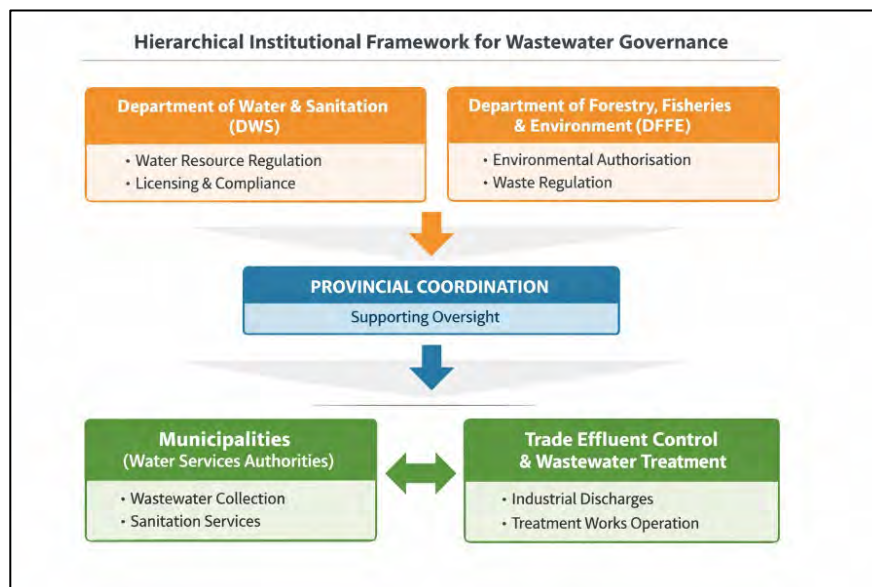 Hierarchical Institutional Framework for Wastewater Governance
Department of Water & Sanitation
(DWS)
• Water Resource Regulation
• Licensing & Compliance
Department of Forestry, Fisheries
& Environment (DFFE)
• Environmental Authorisation
• Waste Regulation
PROVINCIAL COORDINATION
Supporting Oversight
Municipalities
(Water Services Authorities)
• Wastewater Collection
• Sanitation Services
Trade Effluent Control
& Wastewater Treatment
• Industrial Discharges
• Treatment Works Operation